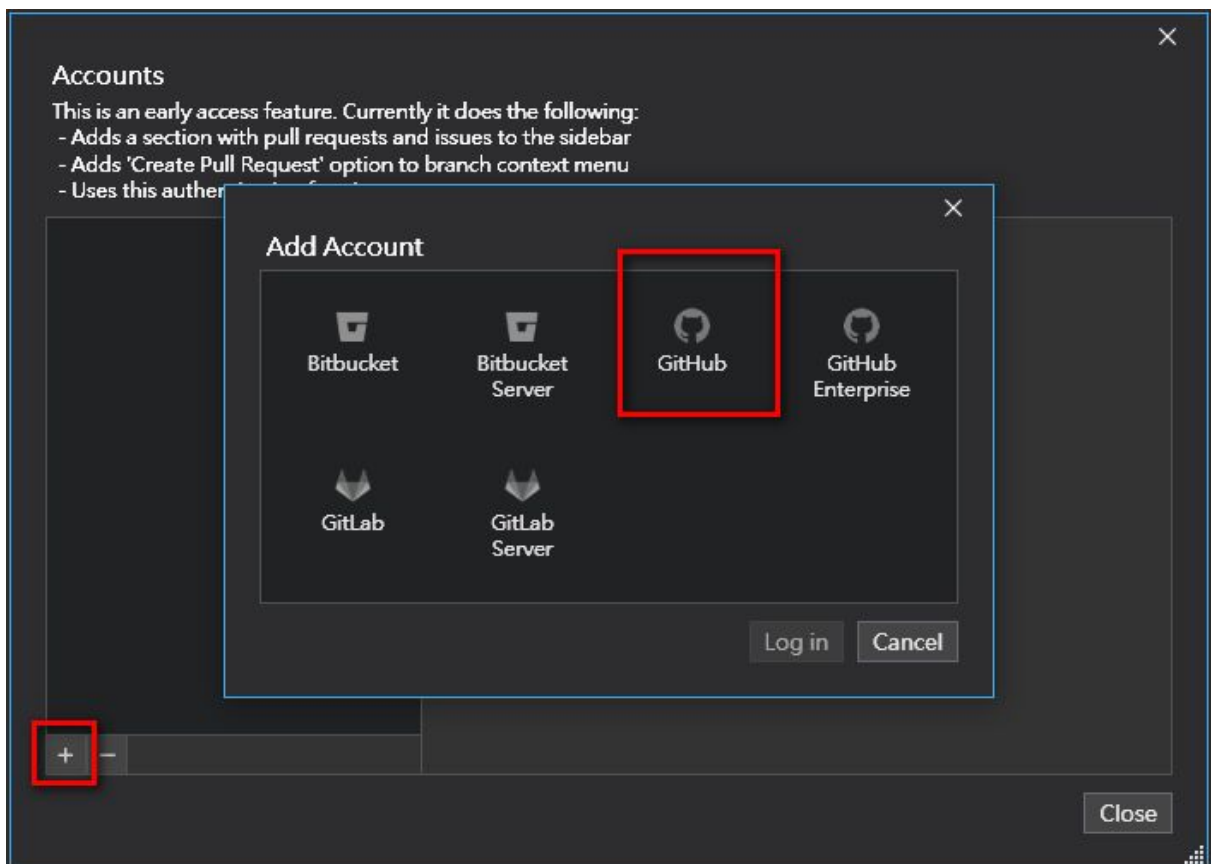 Accounts
This is an early access feature. Currently it does the following:
- Adds a section with pull requests and issues to the sidebar
- Adds 'Create Pull Request' option to branch context menu
- Uses this
Add Account
Bitbucket
Bitbucket
Server
GitHub
GitHub
Enterprise
GitLab
GitLab
Server
Log in
Cancel
+
−
Close